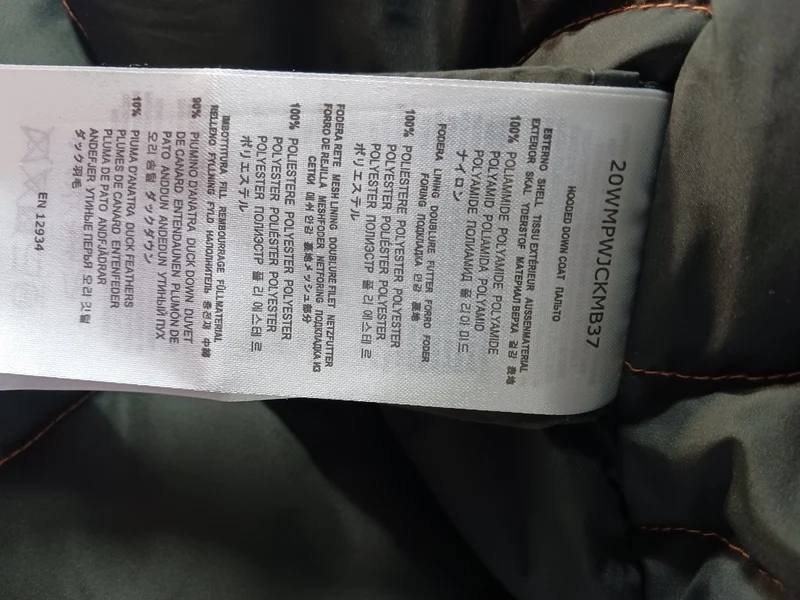 20WMPWJCKMB37
HOODED DOWN COAT ПАЛЬТО
ESTERNO SHELL TISSU EXTÉRIEUR AUSSENMATERIAL
EXTERIOR SKAL YDERSTOF МАТЕРИАЛ ВЕРХА 겉감 表地
100% POLIAMMIDE POLYAMIDE POLYAMIDE
POLYAMID POLIAMIDA POLYAMID
POLYAMIDE ПОЛИАМИД 폴리아미드
ナイロン
FODERA LINING DOUBLURE FUTTER FORRO FODER
FORING ПОДКЛАДКА 안감 裏地
100% POLIESTERE POLYESTER POLYESTER
POLYESTER POLIÉSTER POLYESTER
POLYESTER ПОЛИЭСТР 폴리에스테르
ポリエステル
FODERA RETE MESH LINING DOUBLURE FILET NETZFUTTER
FORRO DE REJILLA MESHFODER NETFORING ПОДКЛАДКА ИЗ
СЕТКИ 메쉬 안감 裏地メッシュ部分
100% POLIESTERE POLYESTER POLYESTER
POLYESTER POLIÉSTER POLYESTER
POLYESTER ПОЛИЭСТР 폴리에스테르
ポリエステル
IMBOTTITURA FILL REMBOURRAGE FÜLLMATERIAL
RELLENO FYLLNING FYLD НАПОЛНИТЕЛЬ 충전재 中綿
90% PIUMINO D'ANATRA DUCK DOWN DUVET
DE CANARD ENTENDAUNEN PLUMÓN DE
PATO ANDDUN ANDEDUN УТИНЫЙ ПУХ
오리 솜털 ダックダウン
10% PIUMA D'ANATRA DUCK FEATHERS
PLUMES DE CANARD ENTENFEDER
PLUMA DE PATO ANDFJÄDRAR
ANDEFJER УТИНЫЕ ПЕРЬЯ 오리 깃털
ダック羽毛
EN 12934